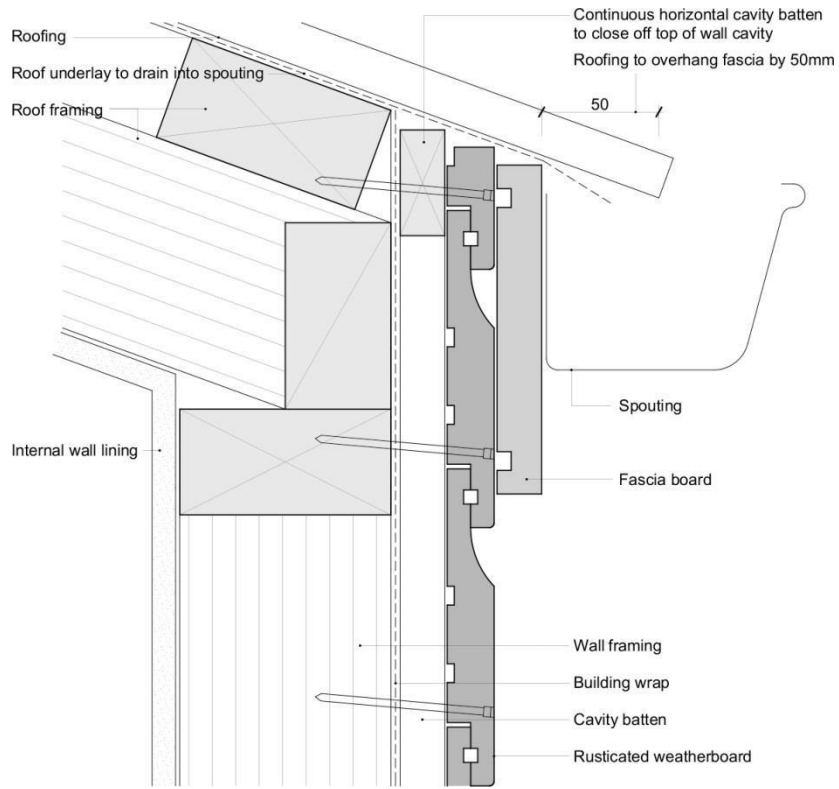 Continuous horizontal cavity batten
to close off top of wall cavity
Roofing
Roofing to overhang fascia by 50mm
Roof underlay to drain into spouting
50
Roof framing
Spouting
Internal wall lining
Fascia board
Wall framing
Building wrap
Cavity batten
Rusticated weatherboard